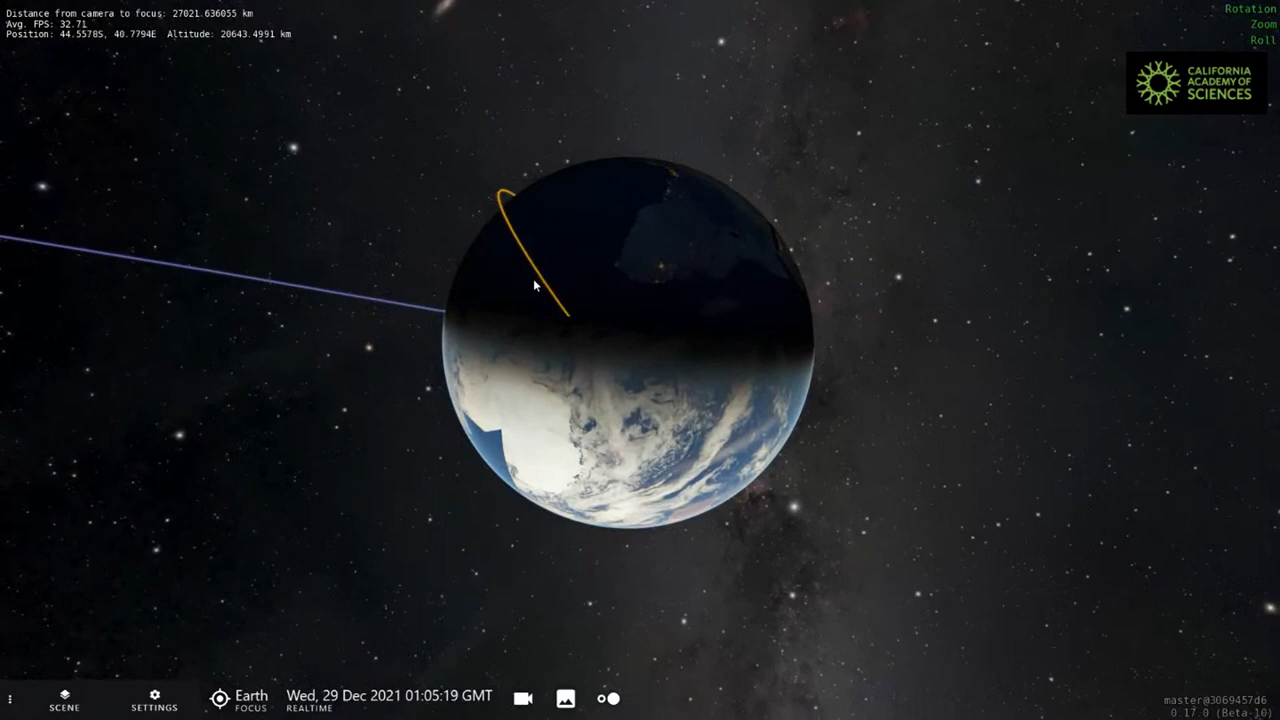 Distance from camera to focus: 27021.636055 km
Avg. FPS: 32.71
Position: 44.5578S, 40.7794E Altitude: 20643.4991 km
Rotation
Zoom
Roll
CALIFORNIA
ACADEMY OF
SCIENCES
SCENE
SETTINGS
Earth
FOCUS
Wed, 29 Dec 2021 01:05:19 GMT
REALTIME
master@3069457d6
0.17.0 (Beta-10)